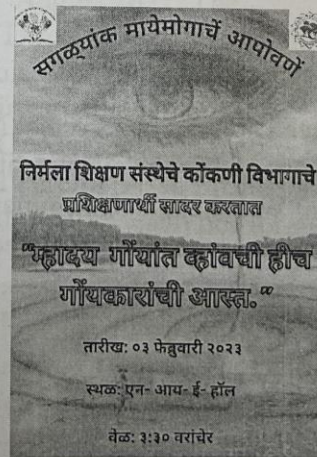 सगळ्यांक मायेमोगाचें आपोवणें
निर्मला शिक्षण संस्थेचे कोंकणी विभागाचे
प्रशिक्षणार्थी सादर करतात
"म्हादय गोंयांत व्हांवची हीच
गोंयकारांची आस्त."
तारीख: ०३ फेब्रुवारी २०२३
स्थळ: एन- आय- ई- हॉल
वेळ: ३:३० वरांचेर